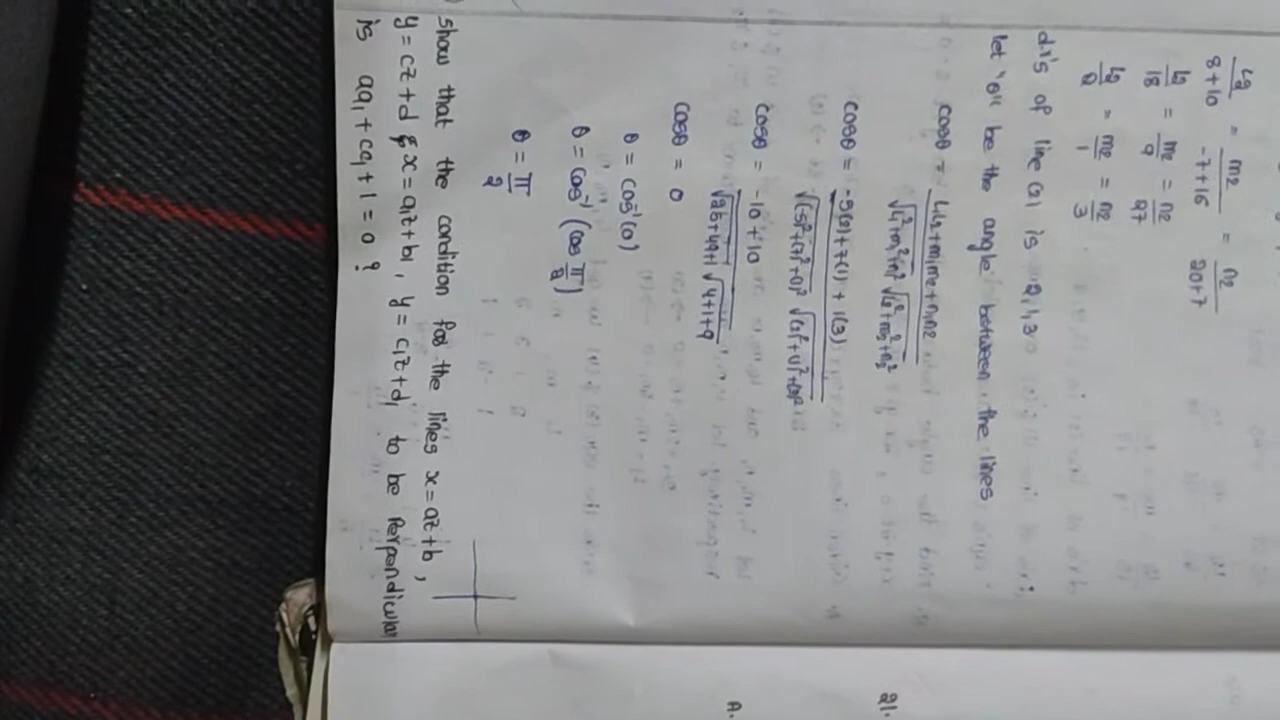 l2/8+10 = m2/-7+16 = n2/20+7
l2/18 = m2/9 = n2/27
l2/2 = m2/1 = n2/3
d.r's of line (2) is 2,1,3
let "θ" be the angle between the lines
cosθ = l1l2+m1m2+n1n2/√l1²+m1²+n1² √l2²+m2²+n2²
cosθ = -5(2)+7(1)+1(3)/√(-5)²+(7)²+(1)² √(2)²+(1)²+(3)²
cosθ = -10+10/√25+49+1 √4+1+9
cosθ = 0
θ = cos⁻¹(0)
θ = cos⁻¹(cos π/2)
θ = π/2
show that the condition for the lines x=az+b,
y=cz+d & x=a1z+b1, y=c1z+d1 to be Perpendicular
is aa1+cc1+1=0?
21.
A.